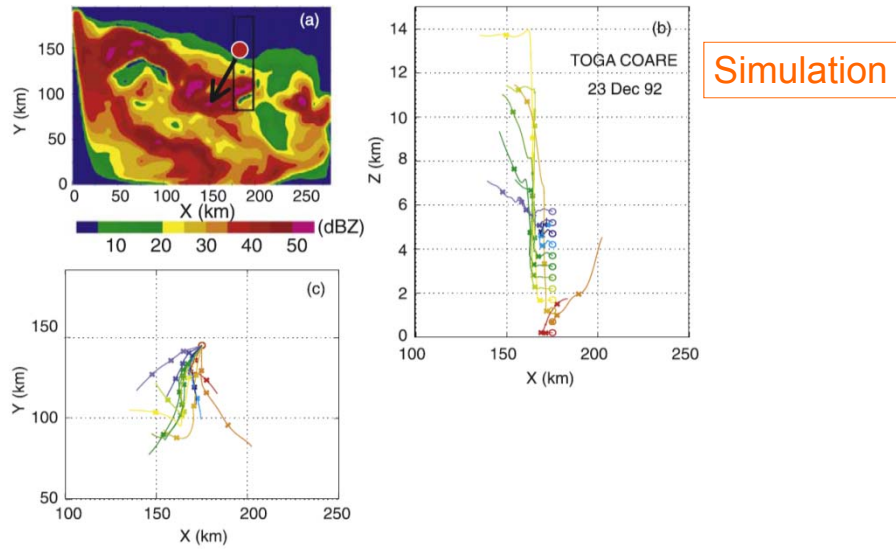 (a)
150
100
50
0
Y (km)
0 50 100 150 200 250
X (km)
10 20 30 40 50 (dBZ)
(b)
TOGA COARE
23 Dec 92
14
12
10
8
6
4
2
0
Z (km)
100 150 200 250
X (km)
Simulation
(c)
150
100
50
Y (km)
100 150 200 250
X (km)